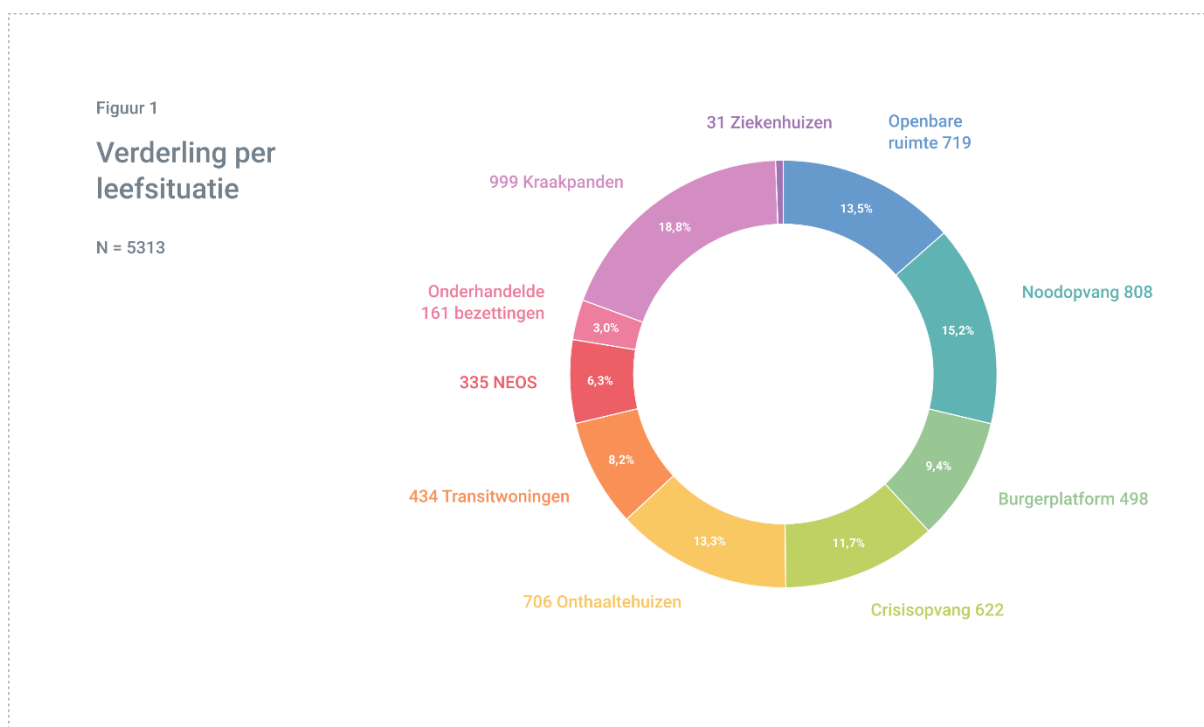 Figuur 1
Verderling per
leefsituatie
N = 5313
31 Ziekenhuizen
Openbare
ruimte 719
999 Kraakpanden
13,5%
18,8%
Noodopvang 808
Onderhandelde
161 bezettingen
3,0%
15,2%
335 NEOS
6,3%
8,2%
9,4%
434 Transitwoningen
Burgerplatform 498
13,3%
11,7%
706 Onthaaltehuizen
Crisisopvang 622